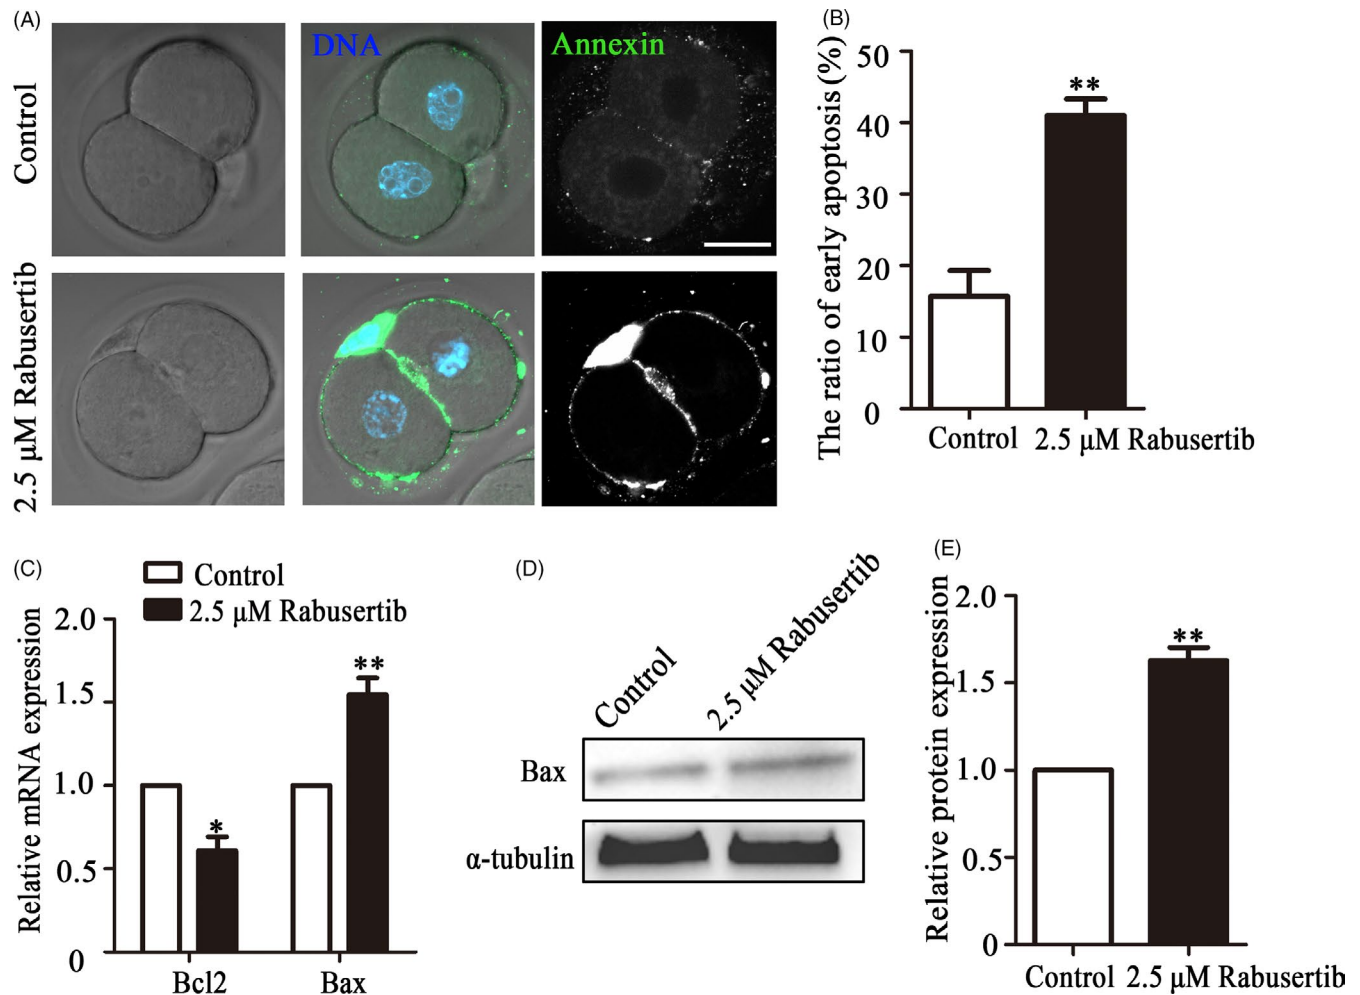 (A)
DNA
Annexin
Control
2.5 μM Rabusertib
(B)
The ratio of early apoptosis (%)
50
40
30
20
10
0
**
Control
2.5 μM Rabusertib
(C)
Control
2.5 μM Rabusertib
Relative mRNA expression
2.0
1.5
1.0
0.5
0
*
**
Bcl2
Bax
(D)
Control
2.5 μM Rabusertib
Bax
α-tubulin
(E)
Relative protein expression
2.0
1.5
1.0
0.5
0
**
Control
2.5 μM Rabusertib